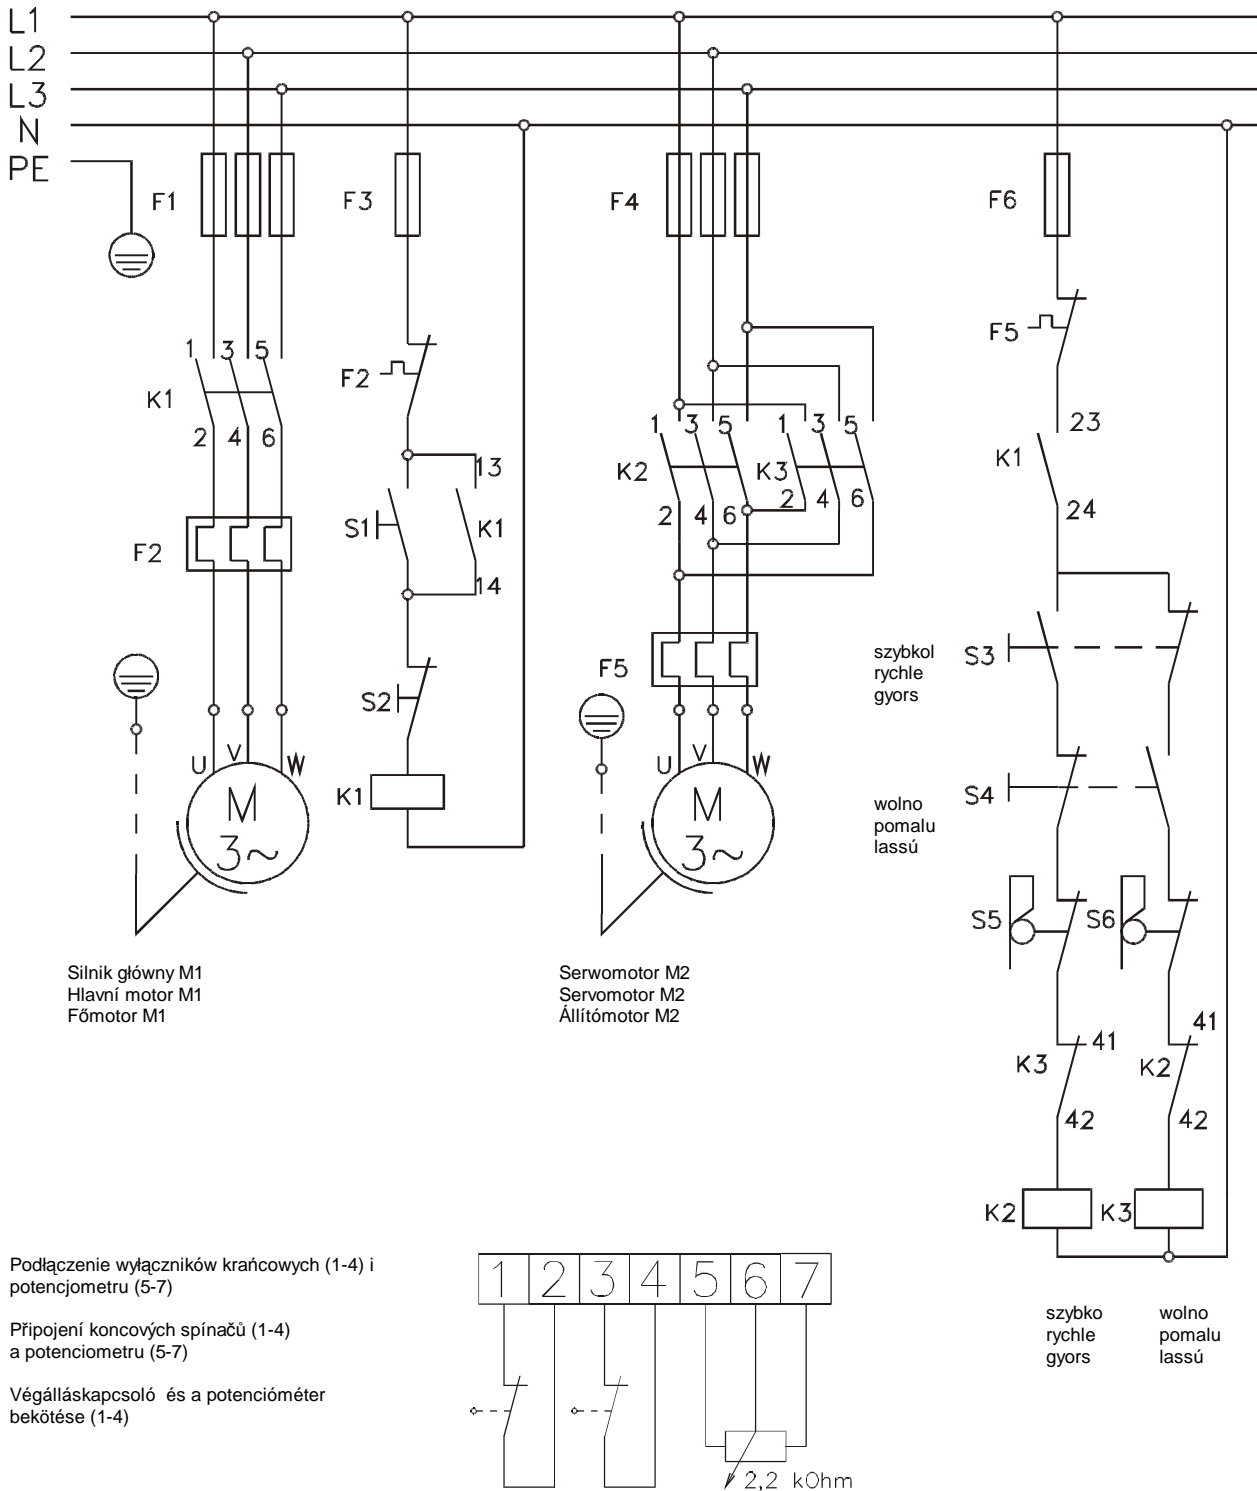 L1
L2
L3
N
PE
F1
F3
F4
F6
F2
F5
1 3 5
K1
2 4 6
F2
13
S1
K1
14
S2
K1
U V W
M
3~
1 3 5
K2
2 4 6
1 3 5
K3
2 4 6
F5
U V W
M
3~
23
K1
24
szybkol
rychle
gyors
S3
wolno
pomalu
lassú
S4
S5
S6
41
K3
42
41
K2
42
K2
K3
Silnik główny M1
Hlavní motor M1
Főmotor M1
Serwomotor M2
Servomotor M2
Állítómotor M2
szybko
rychle
gyors
wolno
pomalu
lassú
Podłączenie wyłączników krańcowych (1-4) i
potencjometru (5-7)
Připojení koncových spínačů (1-4)
a potenciometru (5-7)
Végálláskapcsoló és a potencióméter
bekötése (1-4)
1 2 3 4 5 6 7
2,2 kOhm